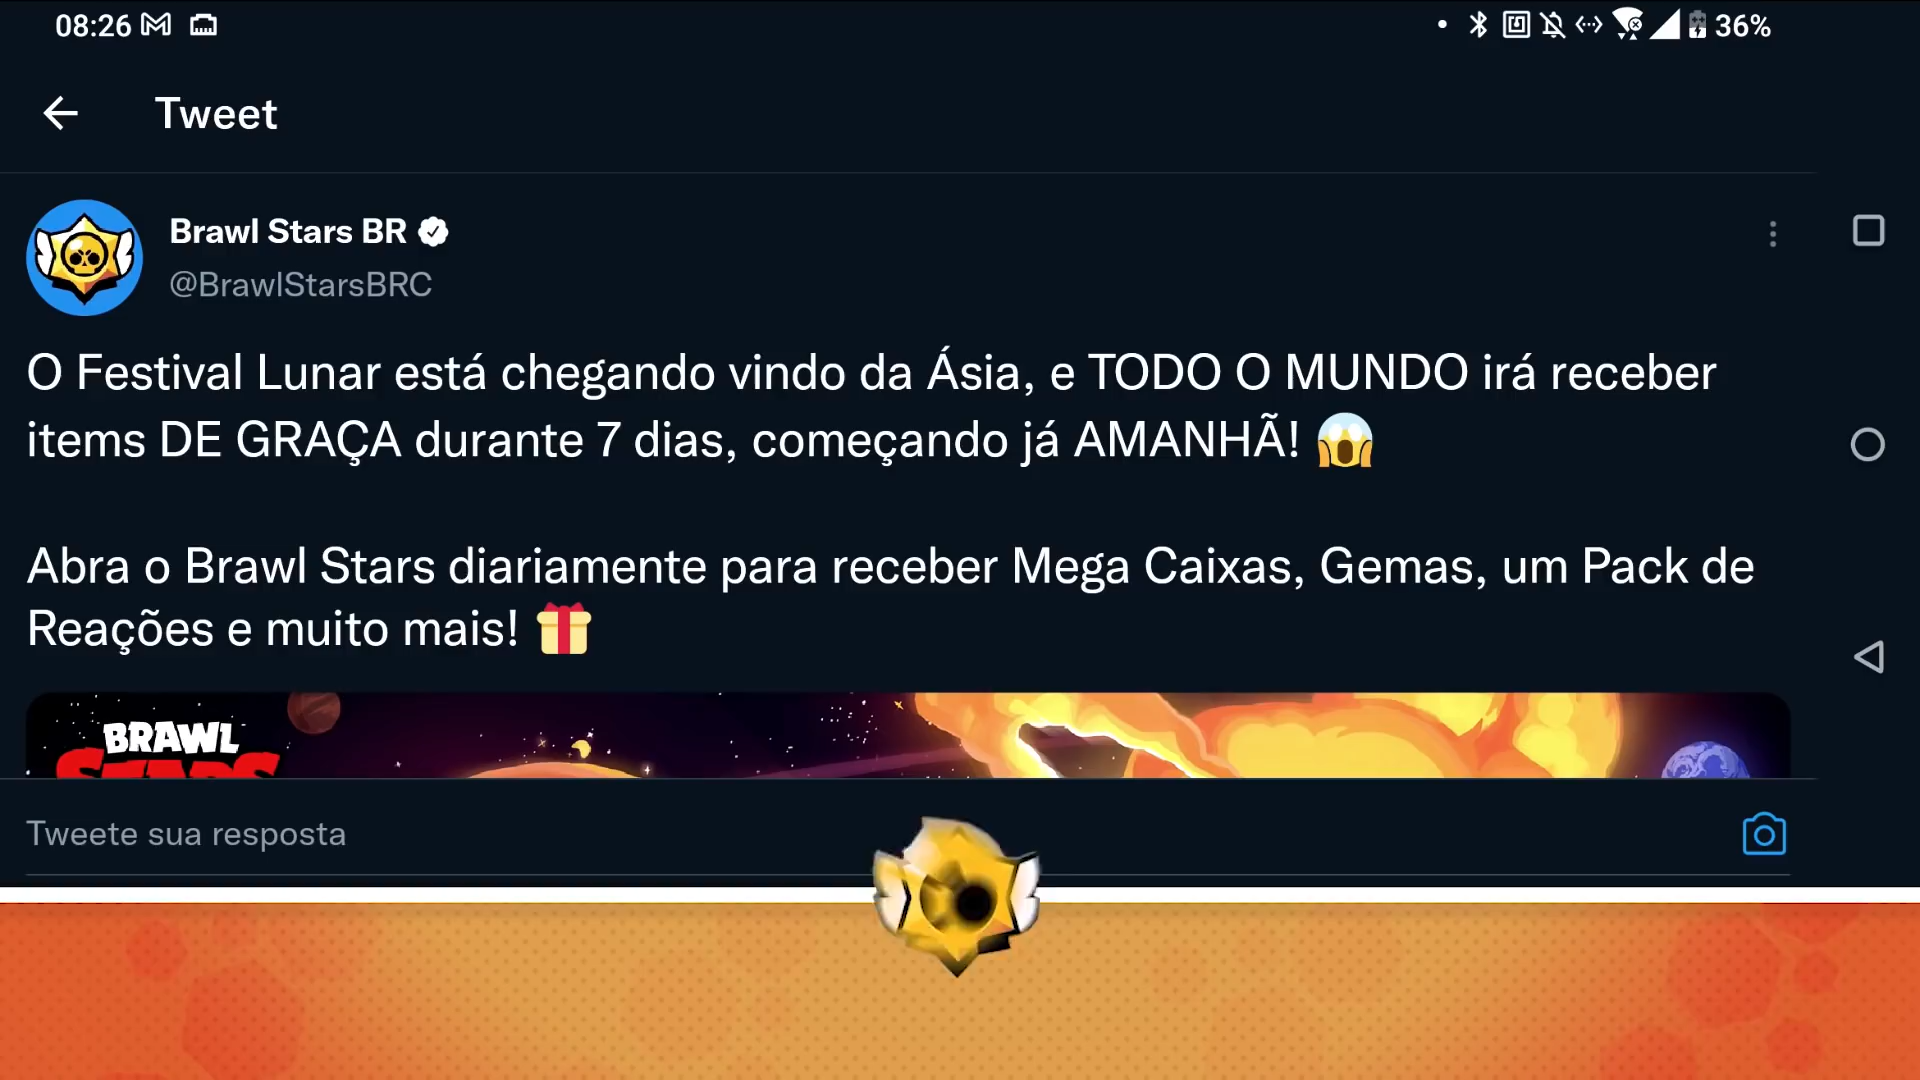 08:26
36%
Tweet
Brawl Stars BR
@BrawlStarsBRC
O Festival Lunar está chegando vindo da Ásia, e TODO O MUNDO irá receber
items DE GRAÇA durante 7 dias, começando já AMANHÃ! 😱
Abra o Brawl Stars diariamente para receber Mega Caixas, Gemas, um Pack de
Reações e muito mais! 🎁
BRAWL
STARS
Tweete sua resposta